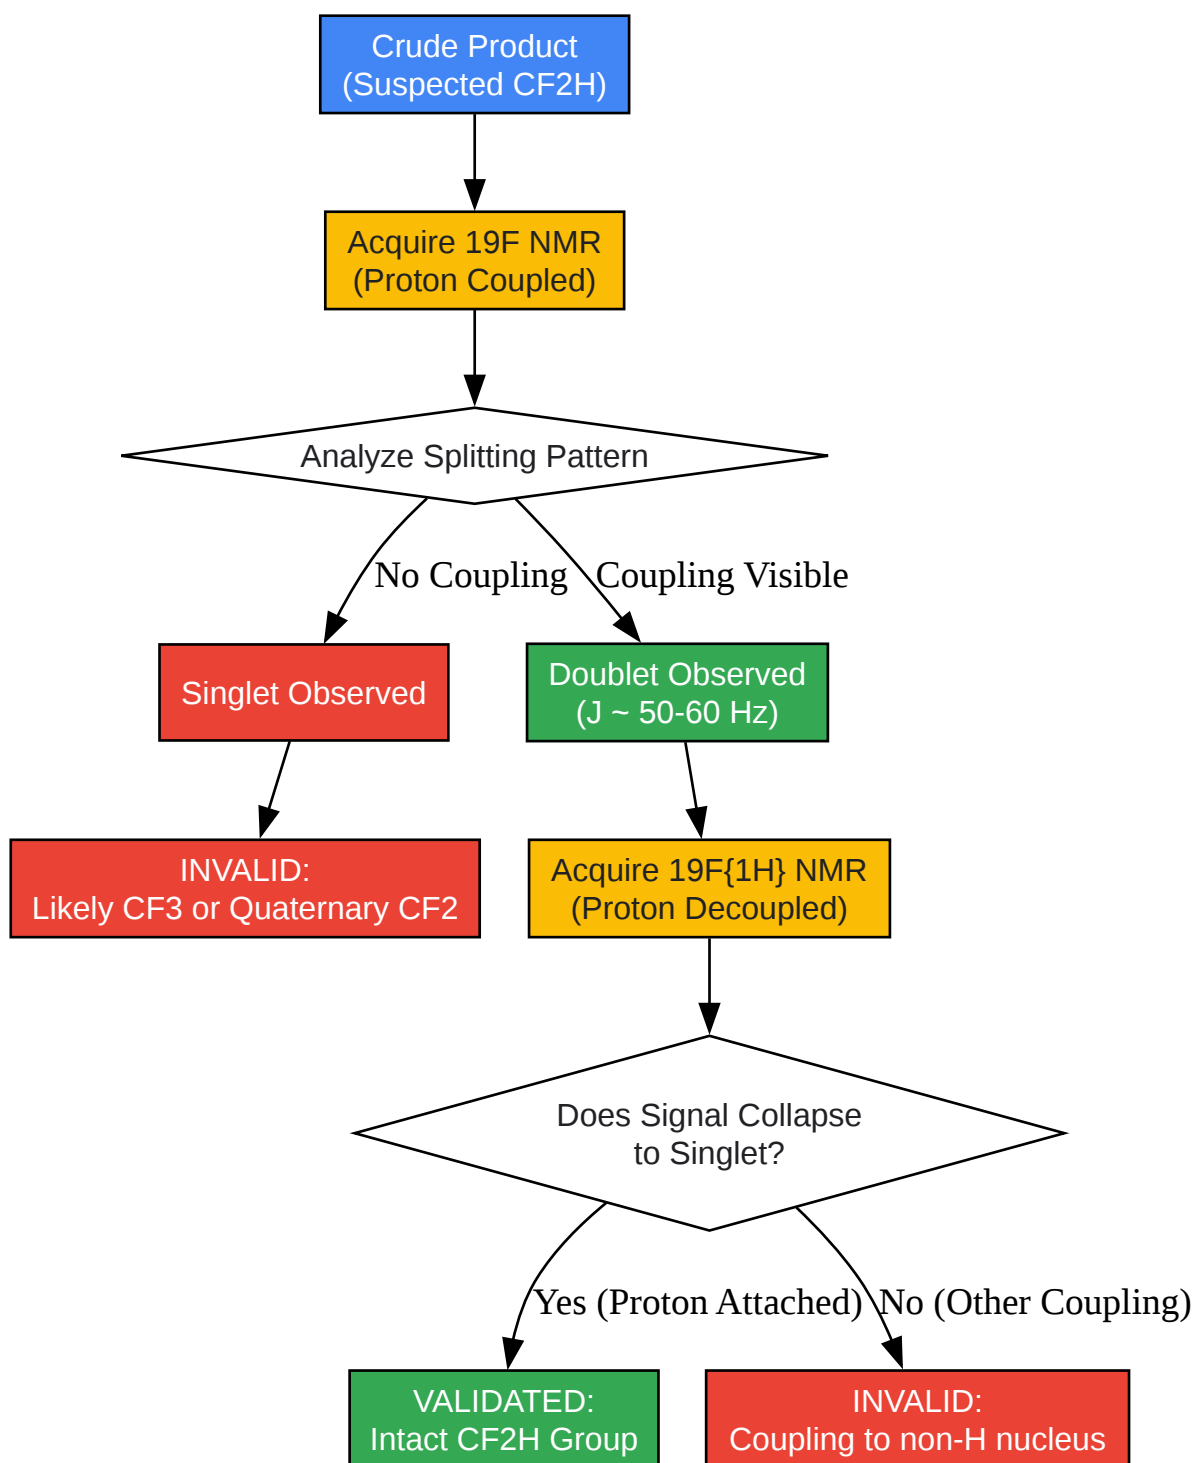 Crude Product
(Suspected CF2H)
Acquire 19F NMR
(Proton Coupled)
Analyze Splitting Pattern
No Coupling
Coupling Visible
Singlet Observed
Doublet Observed
(J ~ 50-60 Hz)
INVALID:
Likely CF3 or Quaternary CF2
Acquire 19F{1H} NMR
(Proton Decoupled)
Does Signal Collapse
to Singlet?
Yes (Proton Attached)
No (Other Coupling)
VALIDATED:
Intact CF2H Group
INVALID:
Coupling to non-H nucleus